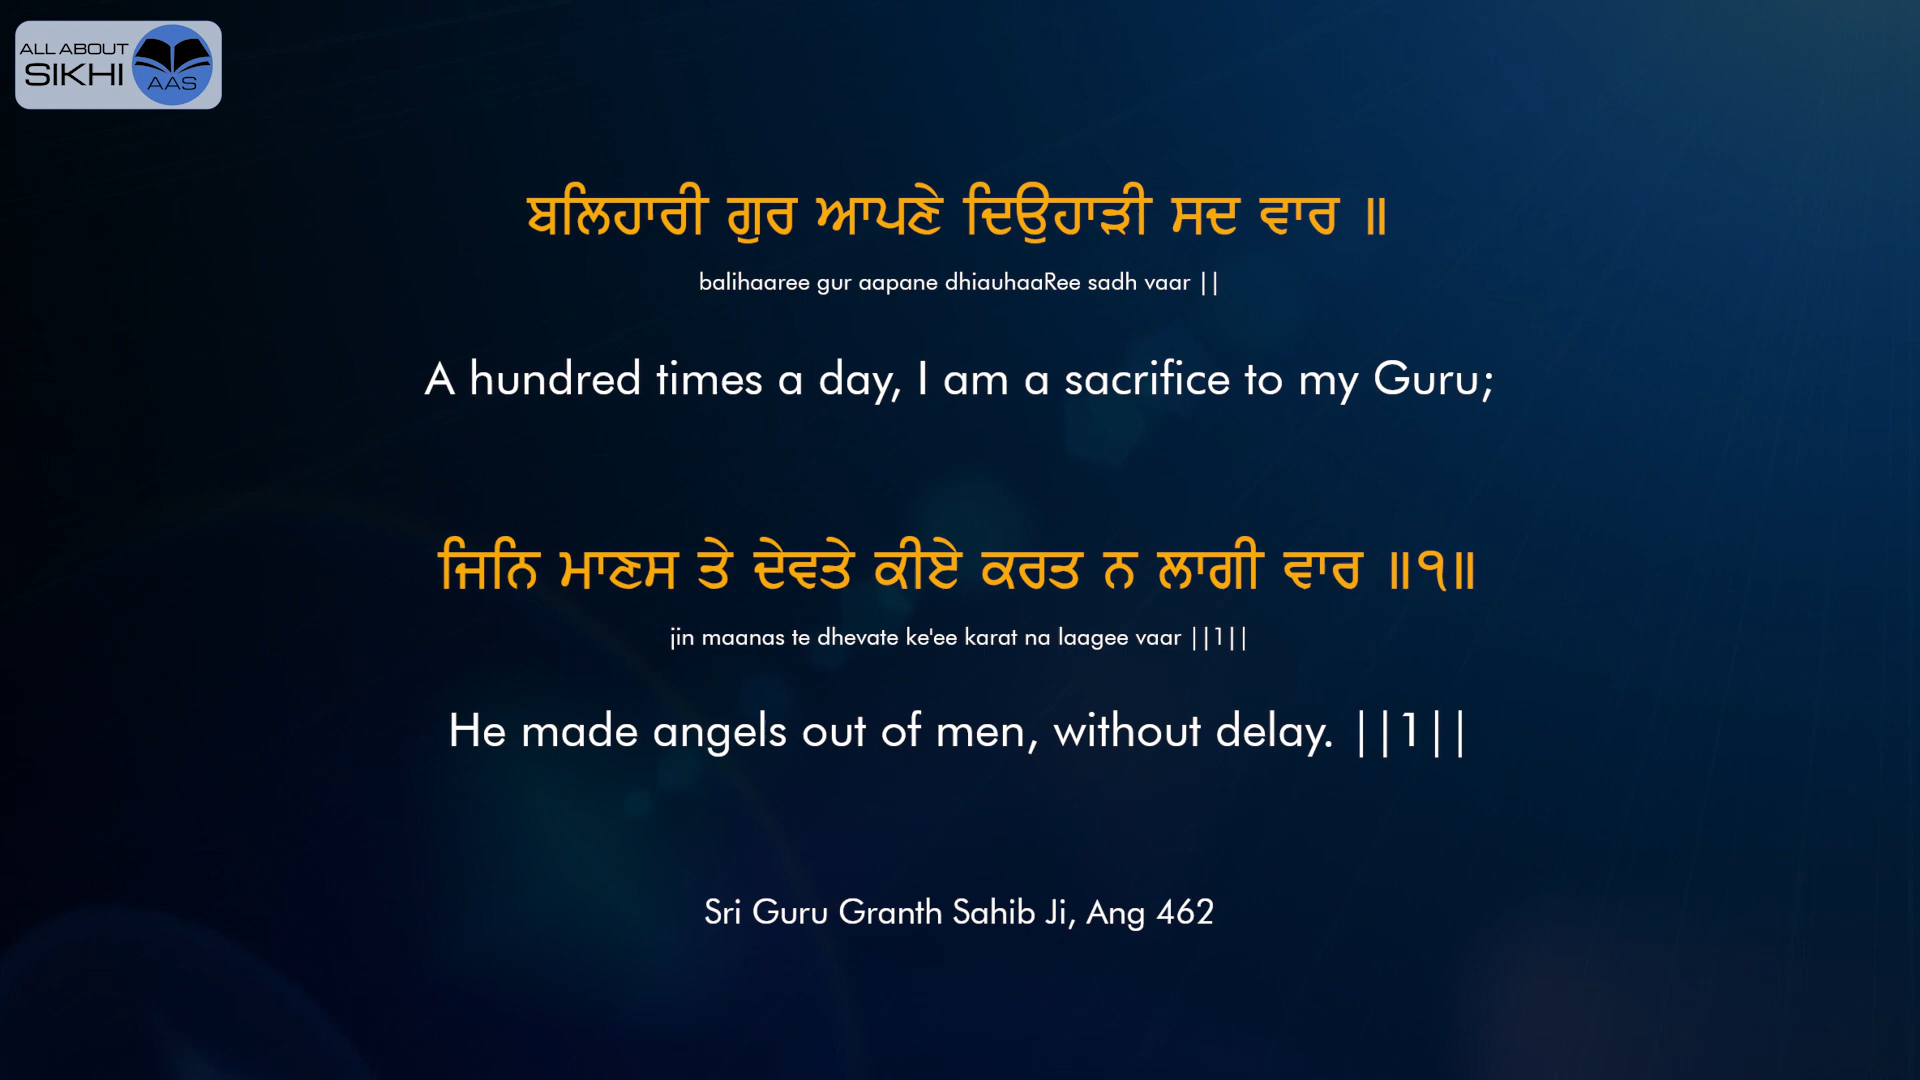 ALL ABOUT
SIKHI
AAS
ਬਲਿਹਾਰੀ ਗੁਰ ਆਪਣੇ ਦਿਉਹਾੜੀ ਸਦ ਵਾਰ ॥
balihaaree gur aapane dhiauhaaRee sadh vaar ||
A hundred times a day, I am a sacrifice to my Guru;
ਜਿਨਿ ਮਾਣਸ ਤੇ ਦੇਵਤੇ ਕੀਏ ਕਰਤ ਨ ਲਾਗੀ ਵਾਰ ॥੧॥
jin maanas te dhevate ke'ee karat na laagee vaar ||1||
He made angels out of men, without delay. ||1||
Sri Guru Granth Sahib Ji, Ang 462